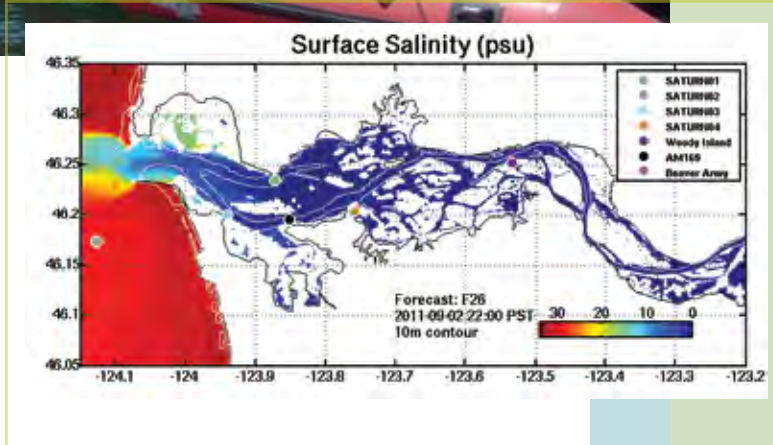 Surface Salinity (psu)
46.35
46.3
46.25
46.2
46.15
46.1
46.05
SATURN01
SATURN02
SATURN03
SATURN04
Woody Island
AM169
Beaver Army
Forecast: F26
2011-09-02 22:00 PST
10m contour
30 20 10 0
-124.1 -124 -123.9 -123.8 -123.7 -123.6 -123.5 -123.4 -123.3 -123.2